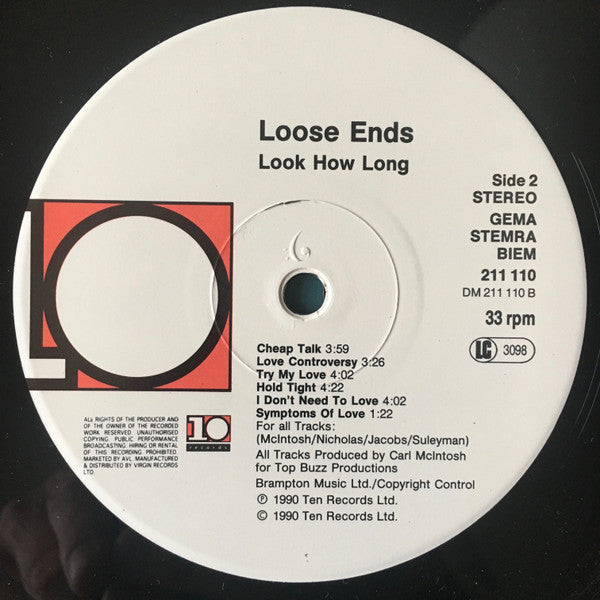 Loose Ends
Look How Long
Side 2
STEREO
GEMA
STEMRA
BIEM
211 110
DM 211 110 B
33 rpm
LC 3098
10
Cheap Talk 3:59
Love Controversy 3:26
Try My Love 4:02
Hold Tight 4:22
I Don't Need To Love 4:02
Symptoms Of Love 1:22
For all Tracks:
(McIntosh/Nicholas/Jacobs/Suleyman)
All Tracks Produced by Carl McIntosh
for Top Buzz Productions
Brampton Music Ltd./Copyright Control
℗ 1990 Ten Records Ltd.
© 1990 Ten Records Ltd.
ALL RIGHTS OF THE PRODUCER AND
OF THE OWNER OF THE RECORDED
WORK RESERVED. UNAUTHORISED
COPYING. PUBLIC PERFORMANCE
BROADCASTING. HIRING OR RENTAL
OF THIS RECORDING PROHIBITED.
MARKETED BY AVL. MANUFACTURED
& DISTRIBUTED BY VIRGIN RECORDS
LTD.
10
records